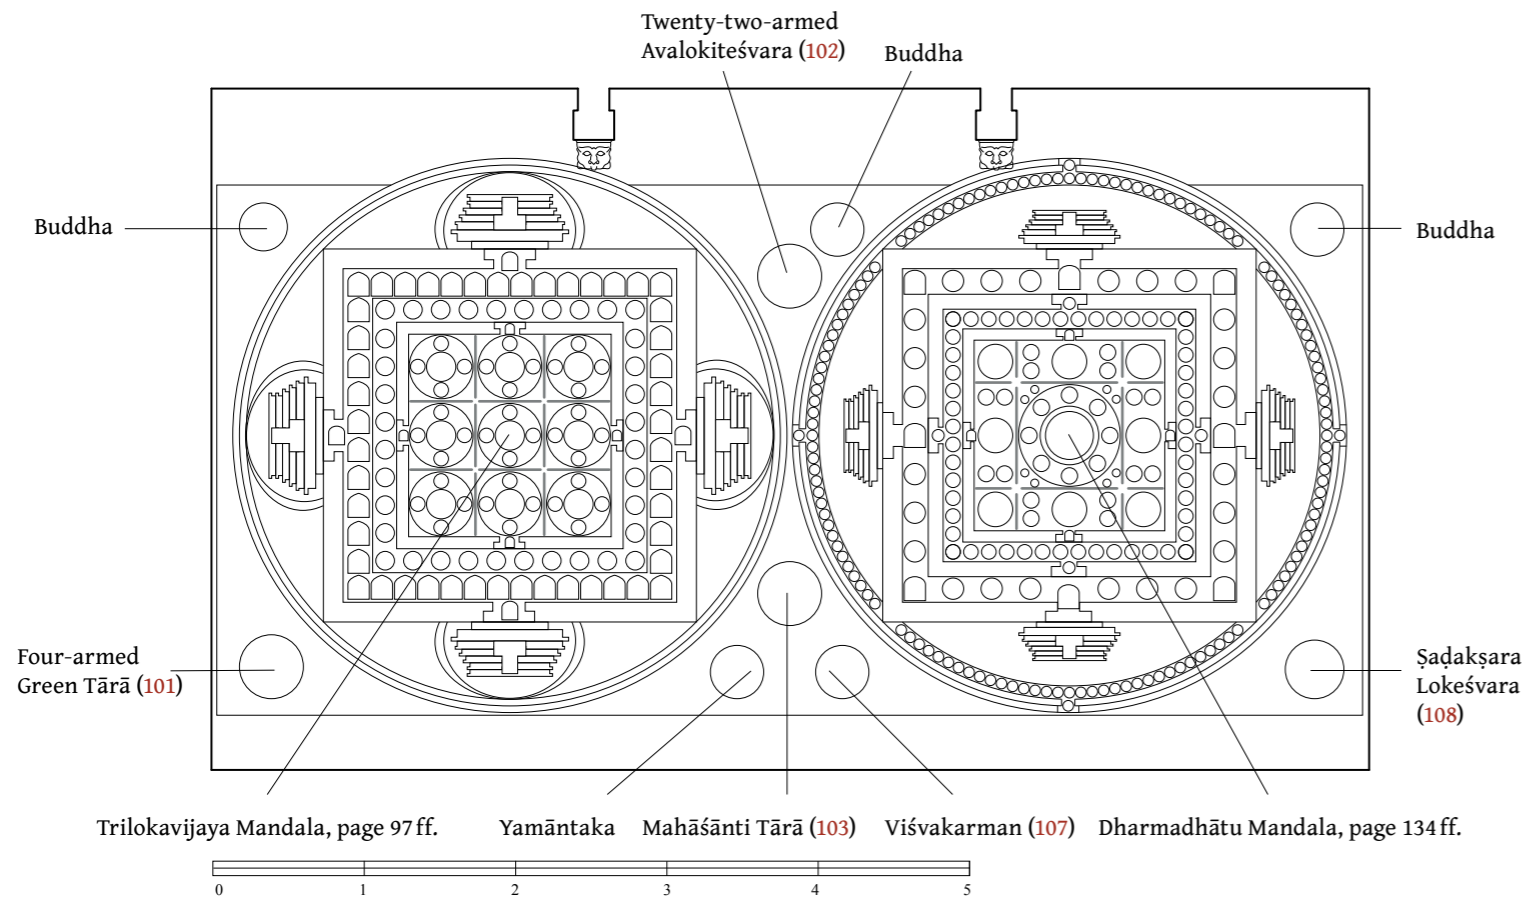 Twenty-two-armed
Avalokiteśvara (102)
Buddha
Buddha
Buddha
Four-armed
Green Tārā (101)
Ṣaḍakṣara
Lokeśvara
(108)
Trilokavijaya Mandala, page 97 ff.
Yamāntaka
Mahāśānti Tārā (103)
Viśvakarman (107)
Dharmadhātu Mandala, page 134 ff.
0 1 2 3 4 5